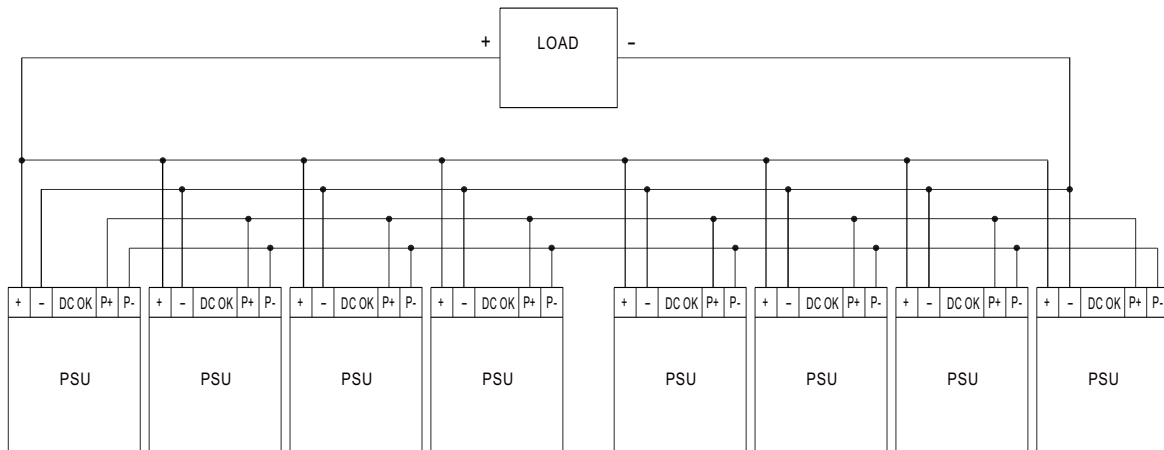 + LOAD –
+ – DC OK P+ P- + – DC OK P+ P- + – DC OK P+ P- + – DC OK P+ P- + – DC OK P+ P- + – DC OK P+ P- + – DC OK P+ P- + – DC OK P+ P-
PSU PSU PSU PSU PSU PSU PSU PSU